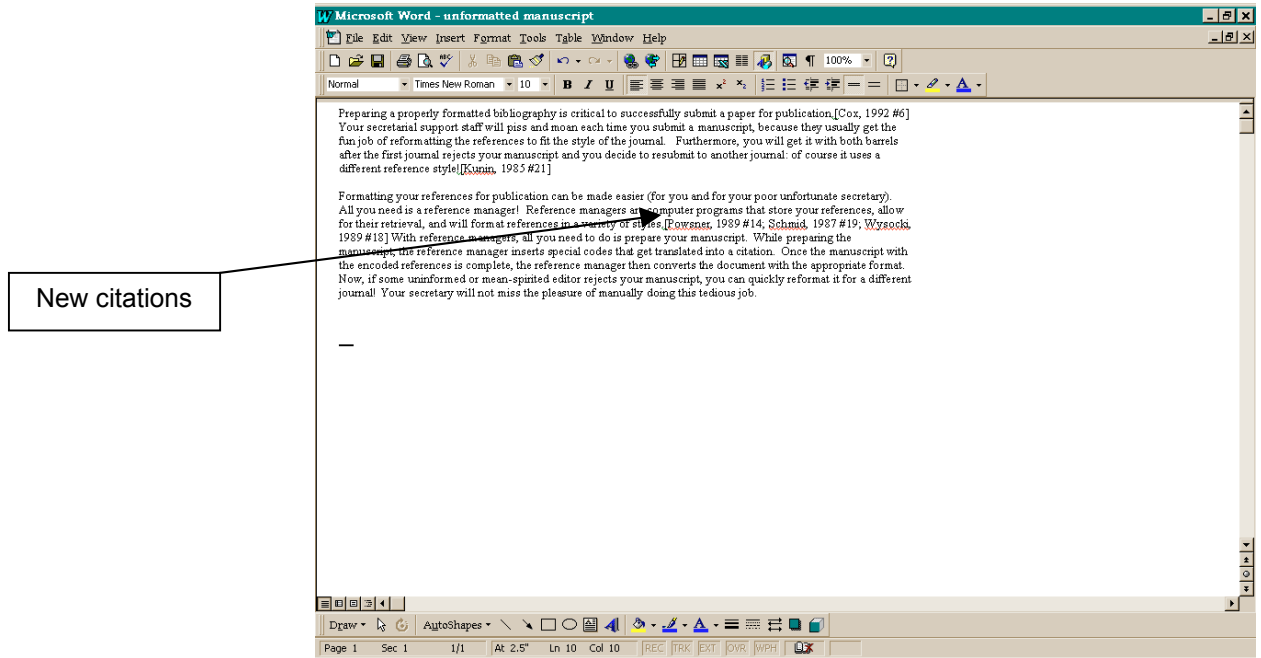 Microsoft Word - unformatted manuscript
File Edit View Insert Format Tools Table Window Help
100%
Normal Times New Roman 10 B I U
Preparing a properly formatted bibliography is critical to successfully submit a paper for publication.[Cox, 1992 #6]
Your secretarial support staff will piss and moan each time you submit a manuscript, because they usually get the
fun job of reformatting the references to fit the style of the journal. Furthermore, you will get it with both barrels
after the first journal rejects your manuscript and you decide to resubmit to another journal: of course it uses a
different reference style![Kunin, 1985 #21]
Formatting your references for publication can be made easier (for you and for your poor unfortunate secretary).
All you need is a reference manager! Reference managers are computer programs that store your references, allow
for their retrieval, and will format references in a variety of styles.[Powsner, 1989 #14; Schmid, 1987 #19; Wysocki,
1989 #18] With reference managers, all you need to do is prepare your manuscript. While preparing the
manuscript, the reference manager inserts special codes that get translated into a citation. Once the manuscript with
the encoded references is complete, the reference manager then converts the document with the appropriate format.
Now, if some uninformed or mean-spirited editor rejects your manuscript, you can quickly reformat it for a different
journal! Your secretary will not miss the pleasure of manually doing this tedious job.
New citations
Draw AutoShapes
Page 1 Sec 1 1/1 At 2.5" Ln 10 Col 10 REC TRK EXT OVR WPH